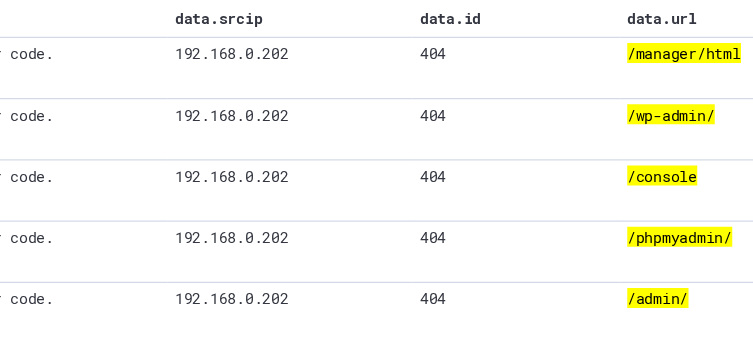 data.srcip data.id data.url
code. 192.168.0.202 404 /manager/html
code. 192.168.0.202 404 /wp-admin/
code. 192.168.0.202 404 /console
code. 192.168.0.202 404 /phpmyadmin/
code. 192.168.0.202 404 /admin/